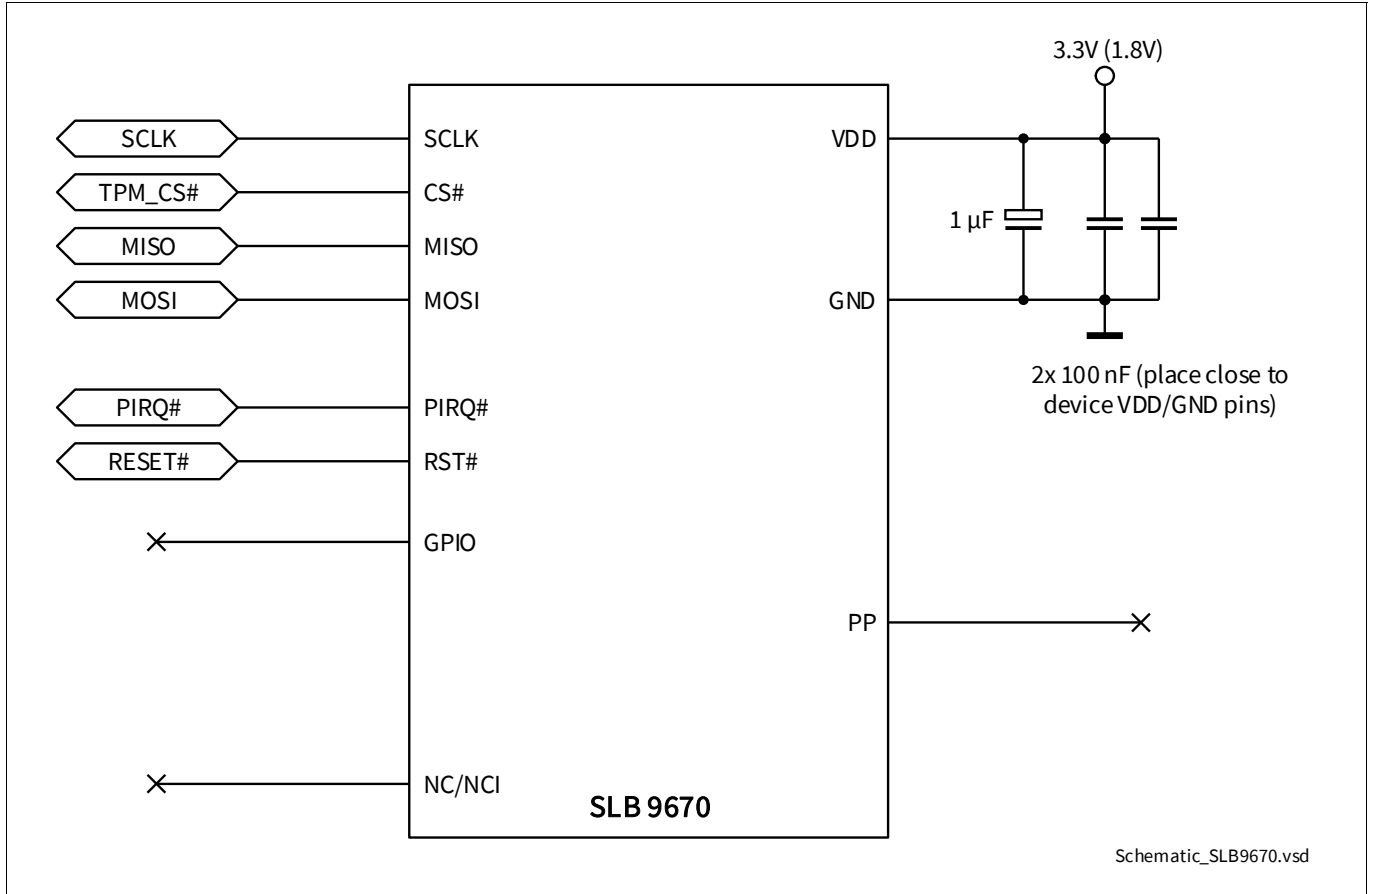 3.3V (1.8V)
SCLK
SCLK
VDD
TPM_CS#
CS#
1 µF
MISO
MISO
MOSI
MOSI
GND
2x 100 nF (place close to
device VDD/GND pins)
PIRQ#
PIRQ#
RESET#
RST#
GPIO
PP
NC/NCI
SLB 9670
Schematic_SLB9670.vsd